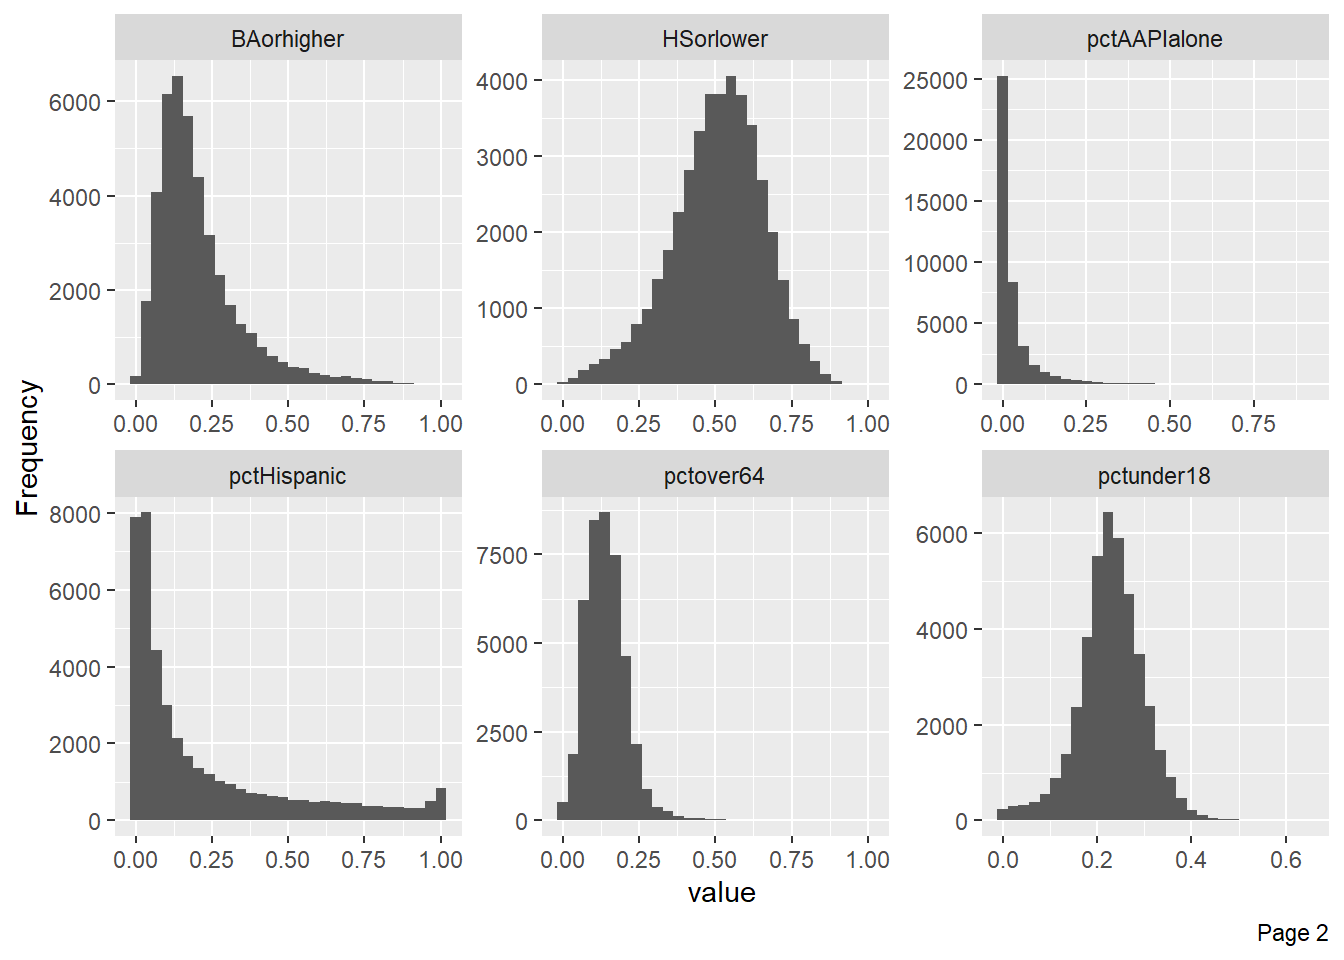 BAorhigher HSorlower pctAAPIalone
6000
4000
2000
0
4000
3000
2000
1000
0
25000
20000
15000
10000
5000
0
0.00 0.25 0.50 0.75 1.00
0.00 0.25 0.50 0.75 1.00
0.00 0.25 0.50 0.75
Frequency
pctHispanic pctover64 pctunder18
8000
6000
4000
2000
0
7500
5000
2500
0
6000
4000
2000
0
0.00 0.25 0.50 0.75 1.00
0.00 0.25 0.50 0.75 1.00
0.0 0.2 0.4 0.6
value
Page 2